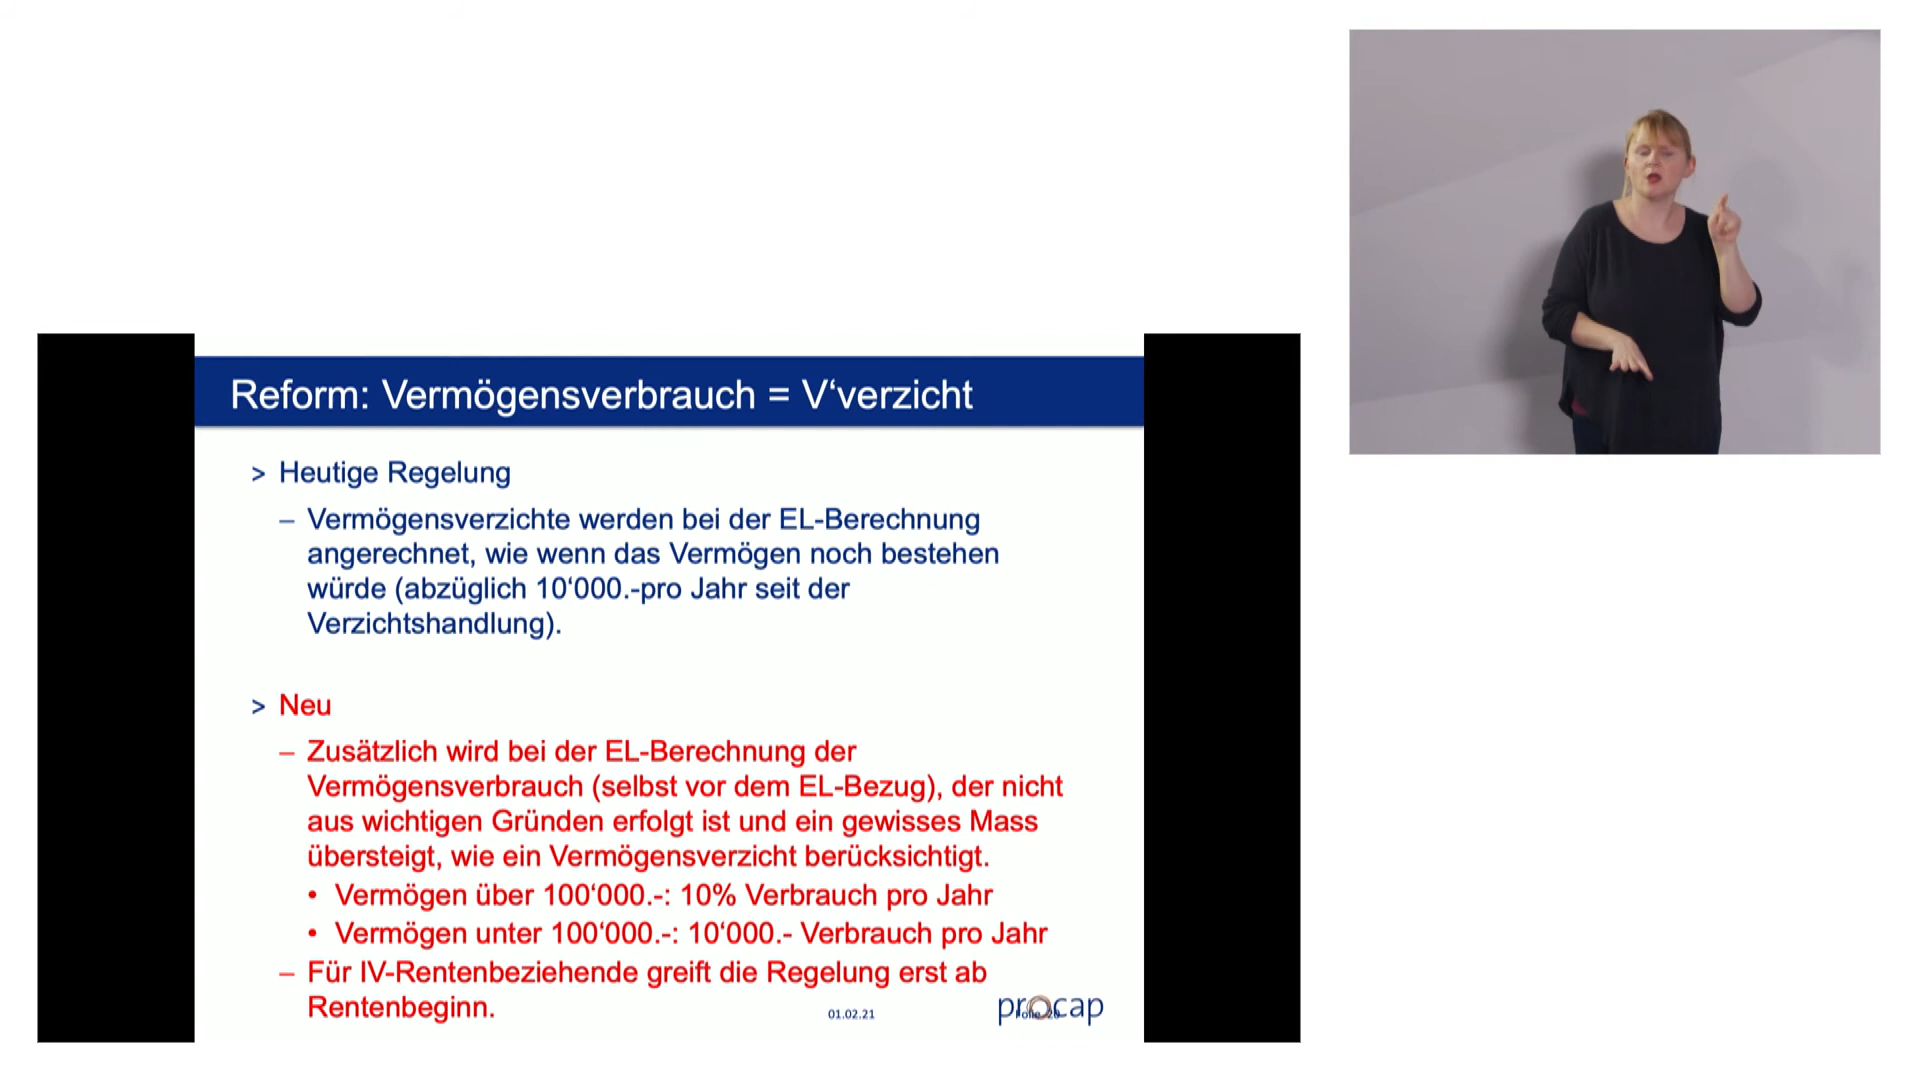 Reform: Vermögensverbrauch = V‘verzicht
> Heutige Regelung
– Vermögensverzichte werden bei der EL-Berechnung
angerechnet, wie wenn das Vermögen noch bestehen
würde (abzüglich 10‘000.-pro Jahr seit der
Verzichtshandlung).
> Neu
– Zusätzlich wird bei der EL-Berechnung der
Vermögensverbrauch (selbst vor dem EL-Bezug), der nicht
aus wichtigen Gründen erfolgt ist und ein gewisses Mass
übersteigt, wie ein Vermögensverzicht berücksichtigt.
• Vermögen über 100‘000.-: 10% Verbrauch pro Jahr
• Vermögen unter 100‘000.-: 10‘000.- Verbrauch pro Jahr
– Für IV-Rentenbeziehende greift die Regelung erst ab
Rentenbeginn.
01.02.21
procap
Folie